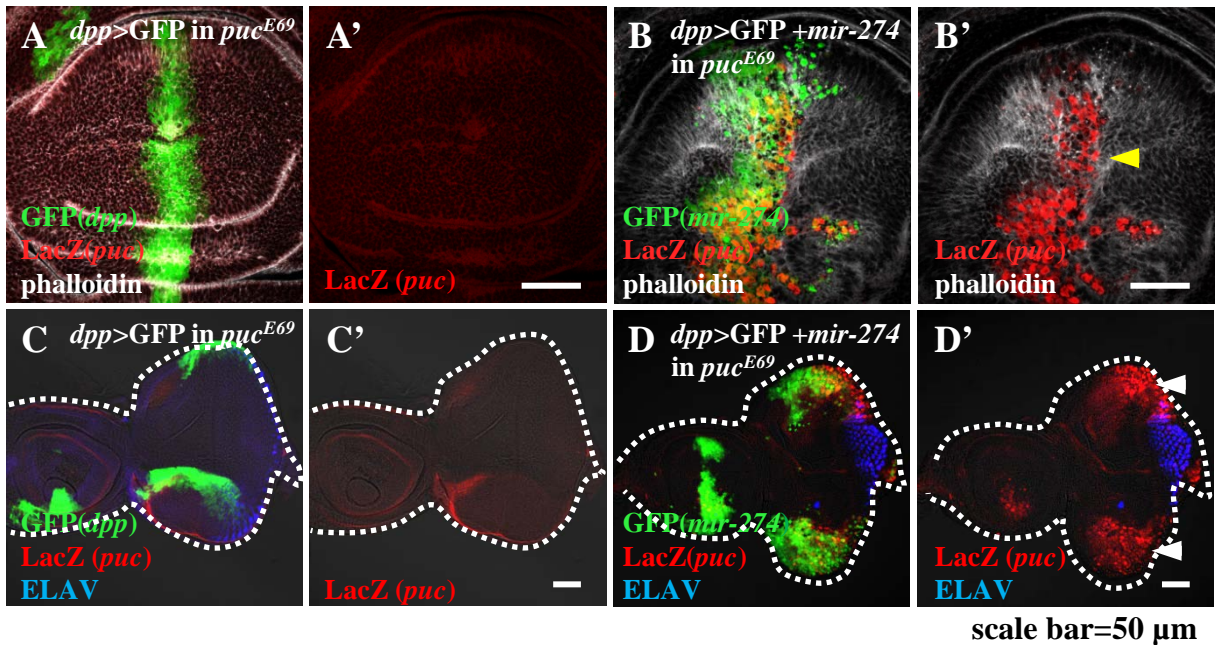 A dpp>GFP in puc^E69
GFP(dpp)
LacZ(puc)
phalloidin
A’
LacZ (puc)
B dpp>GFP +mir-274
in puc^E69
GFP(mir-274)
LacZ (puc)
phalloidin
B’
LacZ (puc)
phalloidin
C dpp>GFP in puc^E69
GFP(dpp)
LacZ (puc)
ELAV
C’
LacZ (puc)
D dpp>GFP +mir-274
in puc^E69
GFP(mir-274)
LacZ(puc)
ELAV
D’
LacZ (puc)
ELAV
scale bar=50 µm